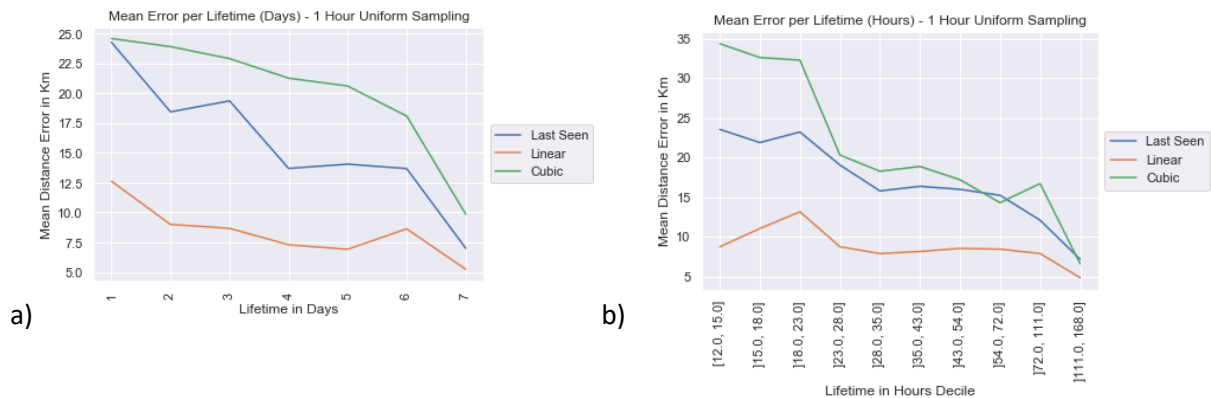 Mean Error per Lifetime (Days) - 1 Hour Uniform Sampling
Mean Distance Error in Km
25.0
22.5
20.0
17.5
15.0
12.5
10.0
7.5
5.0
1 2 3 4 5 6 7
Lifetime in Days
Last Seen
Linear
Cubic
a)
Mean Error per Lifetime (Hours) - 1 Hour Uniform Sampling
Mean Distance Error in Km
35
30
25
20
15
10
5
[12.0, 15.0]
]15.0, 18.0]
]18.0, 23.0]
]23.0, 28.0]
]28.0, 35.0]
]35.0, 43.0]
]43.0, 54.0]
]54.0, 72.0]
]72.0, 111.0]
]111.0, 168.0]
Lifetime in Hours Decile
Last Seen
Linear
Cubic
b)